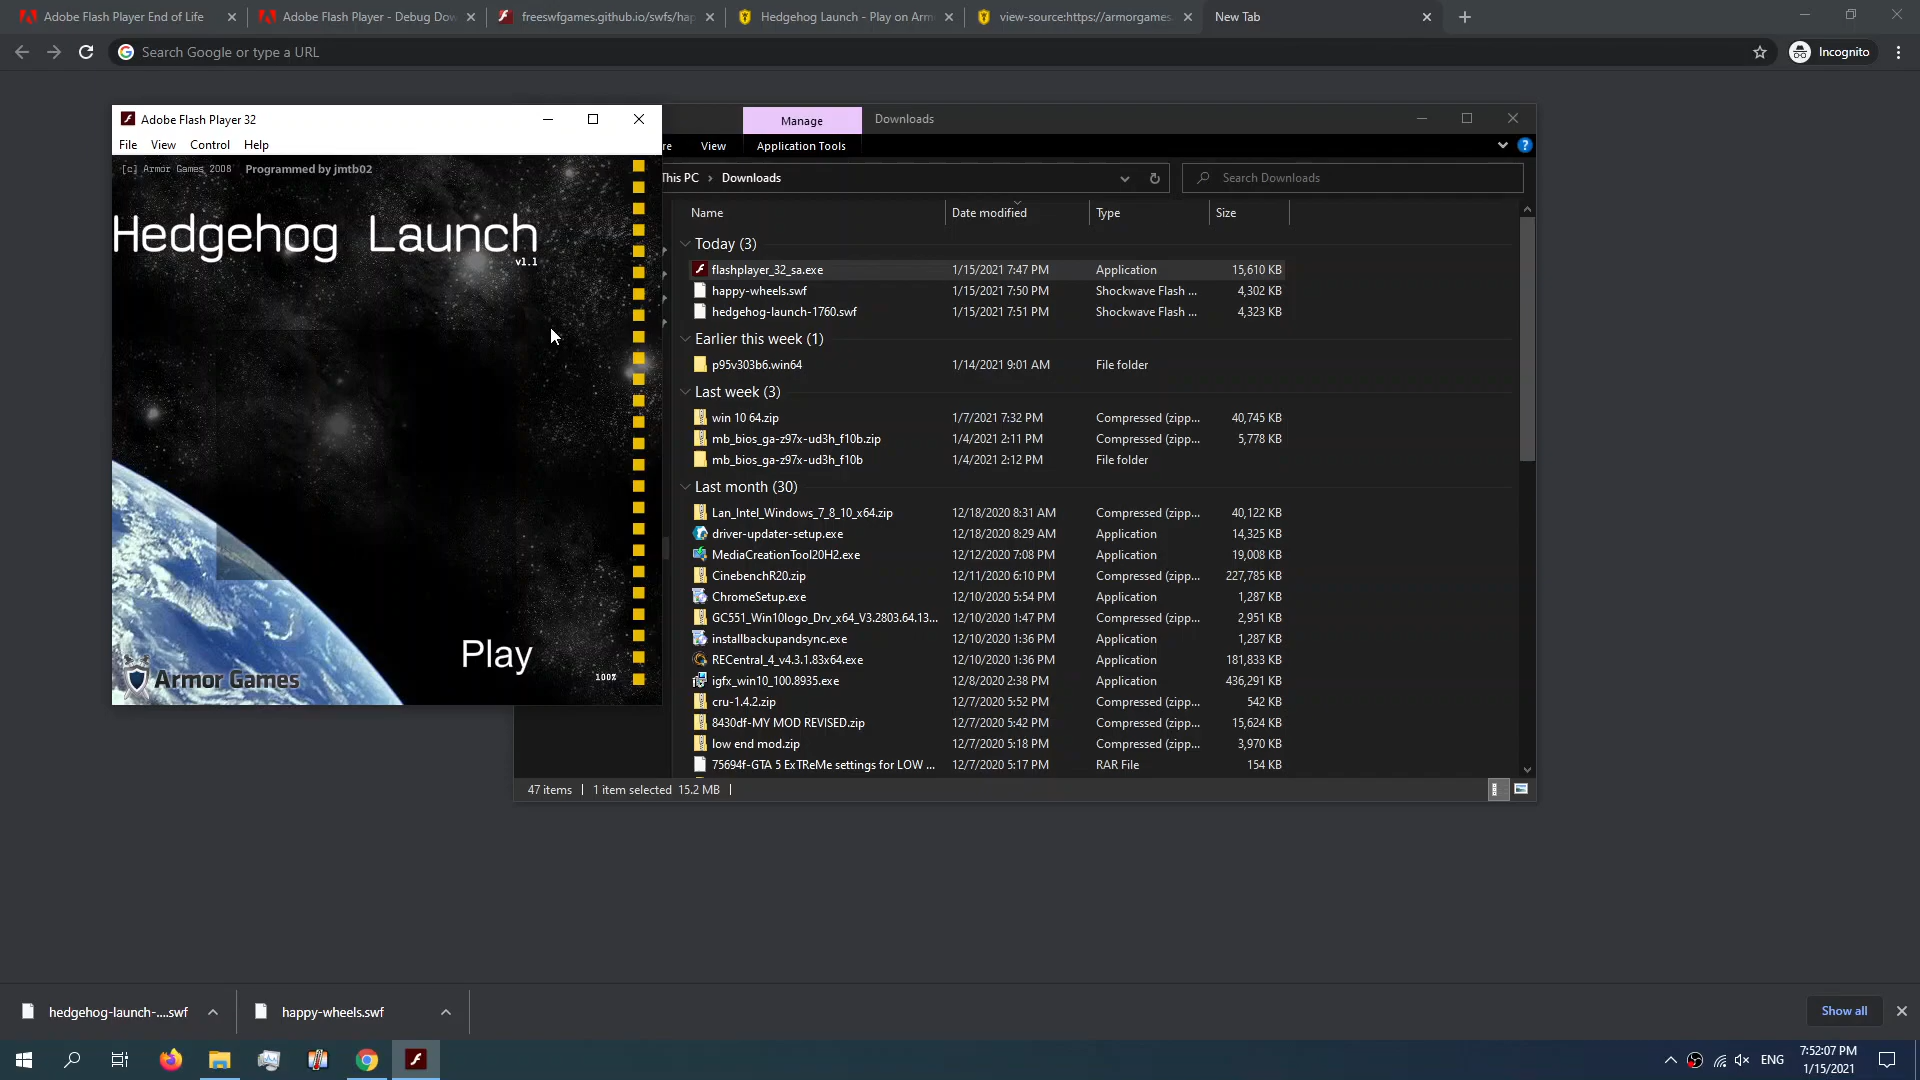 Adobe Flash Player End of Life
Adobe Flash Player - Debug Dow
freeswfgames.github.io/swfs/hap
Hedgehog Launch - Play on Arm
view-source:https://armorgames.
New Tab
Search Google or type a URL
Incognito
Adobe Flash Player 32
File View Control Help
[c] Armor Games 2008 Programmed by jmtb02
Hedgehog Launch
v1.1
Play
100%
Armor Games
Manage
Downloads
re View Application Tools
This PC > Downloads
Search Downloads
Name Date modified Type Size
Today (3)
flashplayer_32_sa.exe 1/15/2021 7:47 PM Application 15,610 KB
happy-wheels.swf 1/15/2021 7:50 PM Shockwave Flash ... 4,302 KB
hedgehog-launch-1760.swf 1/15/2021 7:51 PM Shockwave Flash ... 4,323 KB
Earlier this week (1)
p95v303b6.win64 1/14/2021 9:01 AM File folder
Last week (3)
win 10 64.zip 1/7/2021 7:32 PM Compressed (zipp... 40,745 KB
mb_bios_ga-z97x-ud3h_f10b.zip 1/4/2021 2:11 PM Compressed (zipp... 5,778 KB
mb_bios_ga-z97x-ud3h_f10b 1/4/2021 2:12 PM File folder
Last month (30)
Lan_Intel_Windows_7_8_10_x64.zip 12/18/2020 8:31 AM Compressed (zipp... 40,122 KB
driver-updater-setup.exe 12/18/2020 8:29 AM Application 14,325 KB
MediaCreationTool20H2.exe 12/12/2020 7:08 PM Application 19,008 KB
CinebenchR20.zip 12/11/2020 6:10 PM Compressed (zipp... 227,785 KB
ChromeSetup.exe 12/10/2020 5:54 PM Application 1,287 KB
GC551_Win10logo_Drv_x64_V3.2803.64.13... 12/10/2020 1:47 PM Compressed (zipp... 2,951 KB
installbackupandsync.exe 12/10/2020 1:36 PM Application 1,287 KB
RECentral_4_v4.3.1.83x64.exe 12/10/2020 1:36 PM Application 181,833 KB
igfx_win10_100.8935.exe 12/8/2020 2:38 PM Application 436,291 KB
cru-1.4.2.zip 12/7/2020 5:52 PM Compressed (zipp... 542 KB
8430df-MY MOD REVISED.zip 12/7/2020 5:42 PM Compressed (zipp... 15,624 KB
low end mod.zip 12/7/2020 5:18 PM Compressed (zipp... 3,970 KB
75694f-GTA 5 ExTReMe settings for LOW ... 12/7/2020 5:17 PM RAR File 154 KB
47 items 1 item selected 15.2 MB
hedgehog-launch-....swf
happy-wheels.swf
Show all
ENG
7:52:07 PM
1/15/2021